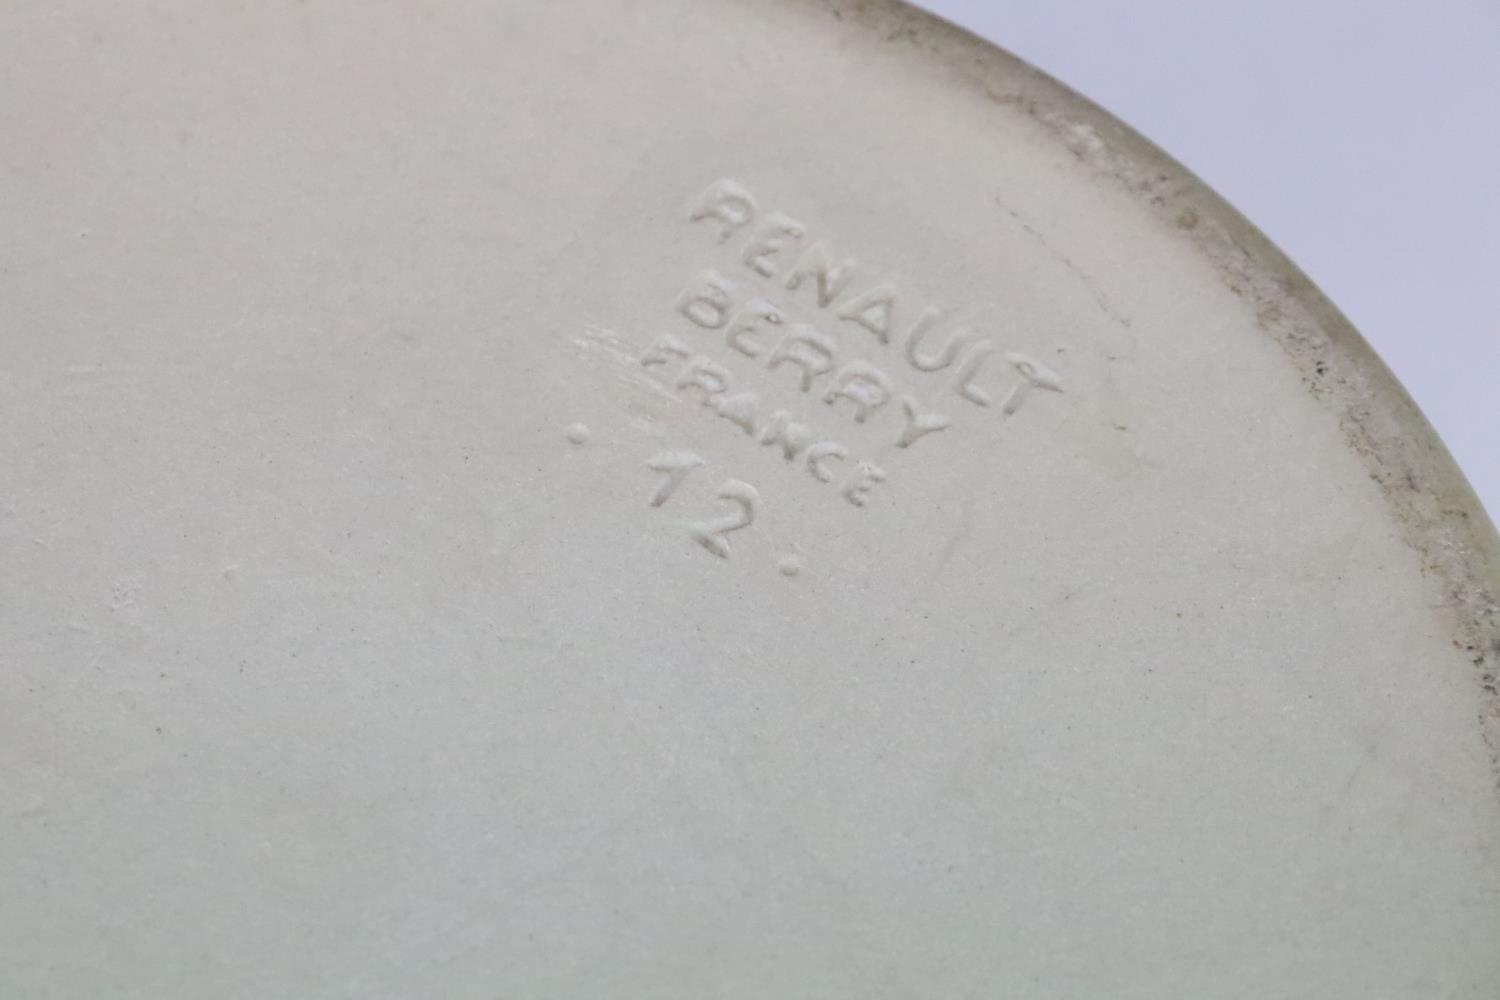 RENAULT
BERRY
FRANCE
. 12 .